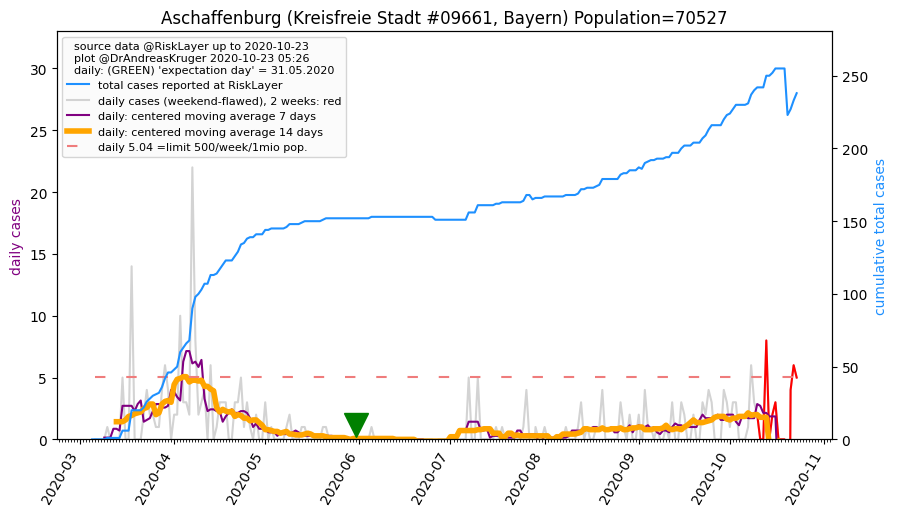 Aschaffenburg (Kreisfreie Stadt #09661, Bayern) Population=70527
source data @RiskLayer up to 2020-10-23
plot @DrAndreasKruger 2020-10-23 05:26
daily: (GREEN) 'expectation day' = 31.05.2020
total cases reported at RiskLayer
daily cases (weekend-flawed), 2 weeks: red
daily: centered moving average 7 days
daily: centered moving average 14 days
daily 5.04 =limit 500/week/1mio pop.
daily cases
30
25
20
15
10
5
0
cumulative total cases
250
200
150
100
50
0
2020-03
2020-04
2020-05
2020-06
2020-07
2020-08
2020-09
2020-10
2020-11